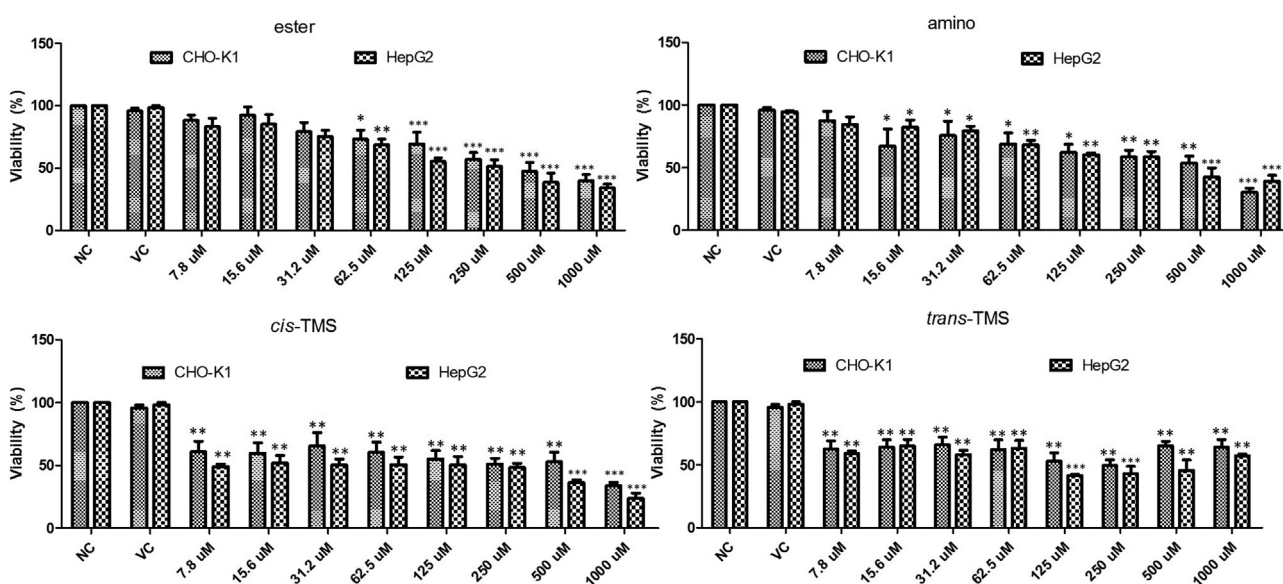 ester
CHO-K1 HepG2
Viability (%)
150
100
50
0
* ** *** *** *** *** *** *** *** ***
NC VC 7.8 uM 15.6 uM 31.2 uM 62.5 uM 125 uM 250 uM 500 uM 1000 uM
amino
CHO-K1 HepG2
Viability (%)
150
100
50
0
* * * * * ** * ** ** ** ** *** *** ***
NC VC 7.8 uM 15.6 uM 31.2 uM 62.5 uM 125 uM 250 uM 500 uM 1000 uM
cis-TMS
CHO-K1 HepG2
Viability (%)
150
100
50
0
** ** ** ** ** ** ** ** ** ** ** ** ** *** *** ***
NC VC 7.8 uM 15.6 uM 31.2 uM 62.5 uM 125 uM 250 uM 500 uM 1000 uM
trans-TMS
CHO-K1 HepG2
Viability (%)
150
100
50
0
** ** ** ** ** ** ** ** ** *** ** *** ** ** ** **
NC VC 7.8 uM 15.6 uM 31.2 uM 62.5 uM 125 uM 250 uM 500 uM 1000 uM